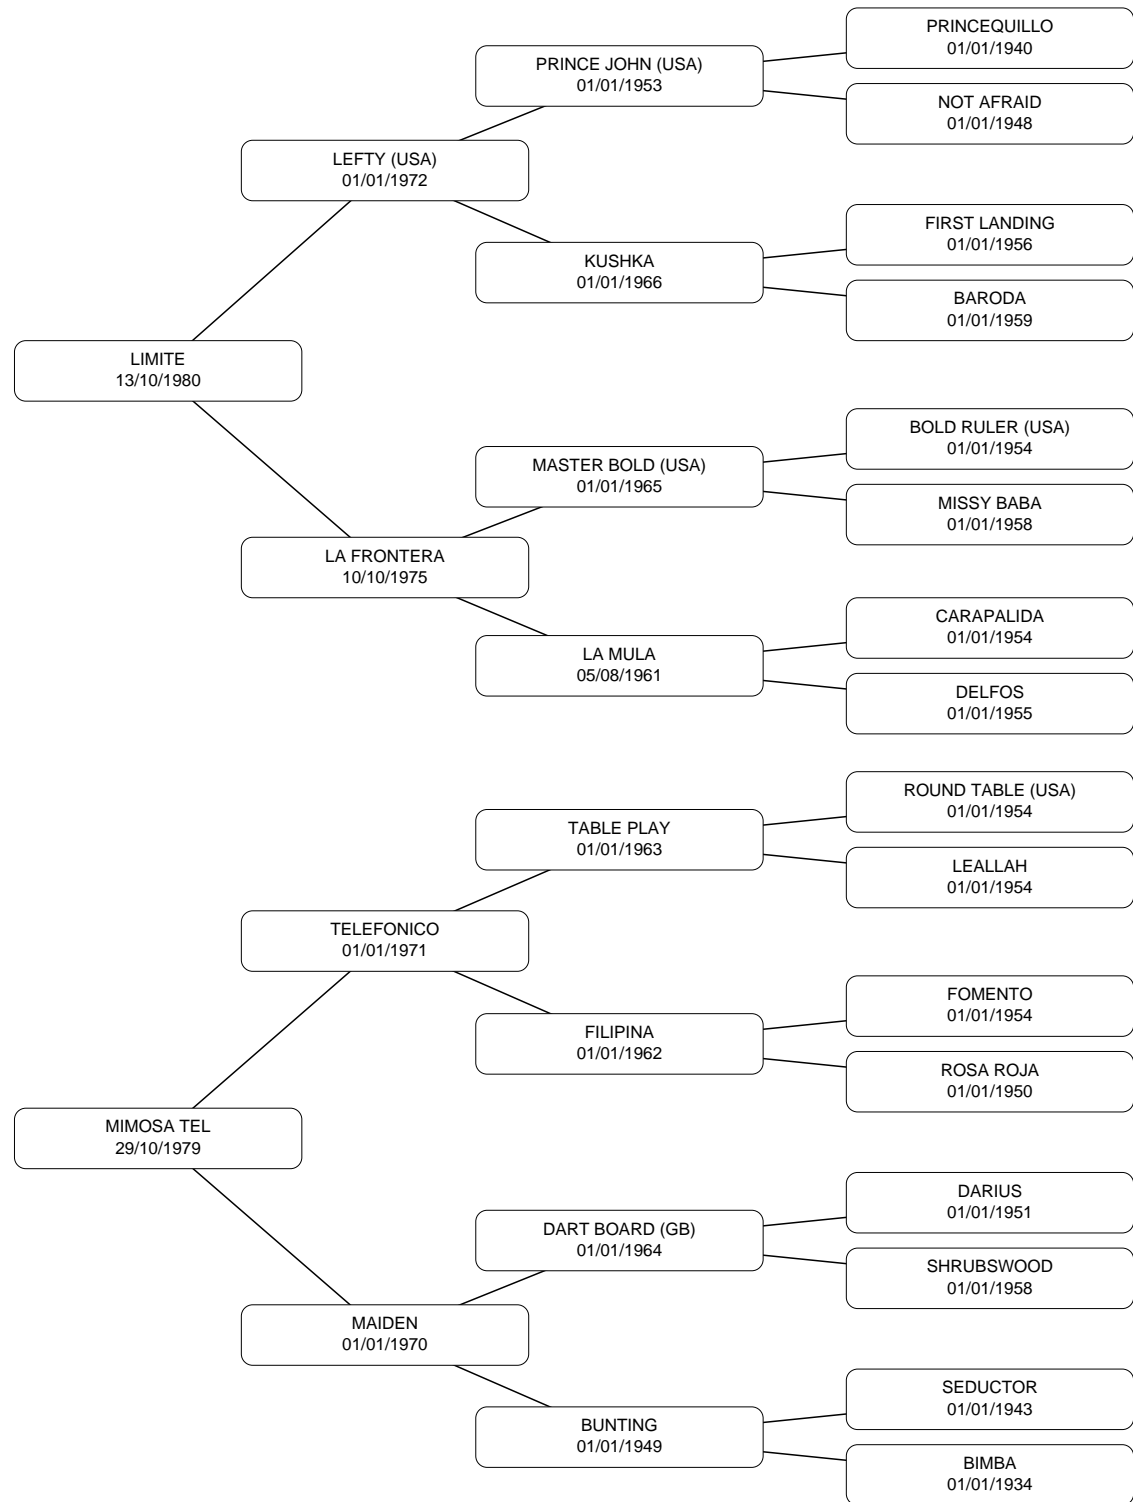 PRINCEQUILLO
01/01/1940
PRINCE JOHN (USA)
01/01/1953
NOT AFRAID
01/01/1948
LEFTY (USA)
01/01/1972
FIRST LANDING
01/01/1956
KUSHKA
01/01/1966
BARODA
01/01/1959
LIMITE
13/10/1980
BOLD RULER (USA)
01/01/1954
MASTER BOLD (USA)
01/01/1965
MISSY BABA
01/01/1958
LA FRONTERA
10/10/1975
CARAPALIDA
01/01/1954
LA MULA
05/08/1961
DELFOS
01/01/1955
ROUND TABLE (USA)
01/01/1954
TABLE PLAY
01/01/1963
LEALLAH
01/01/1954
TELEFONICO
01/01/1971
FOMENTO
01/01/1954
FILIPINA
01/01/1962
ROSA ROJA
01/01/1950
MIMOSA TEL
29/10/1979
DARIUS
01/01/1951
DART BOARD (GB)
01/01/1964
SHRUBSWOOD
01/01/1958
MAIDEN
01/01/1970
SEDUCTOR
01/01/1943
BUNTING
01/01/1949
BIMBA
01/01/1934